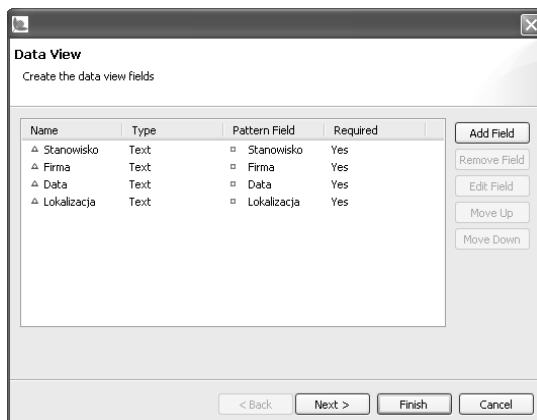 Data View
Create the data view fields
Name Type Pattern Field Required
Stanowisko Text Stanowisko Yes
Firma Text Firma Yes
Data Text Data Yes
Lokalizacja Text Lokalizacja Yes
Add Field
Remove Field
Edit Field
Move Up
Move Down
< Back Next > Finish Cancel